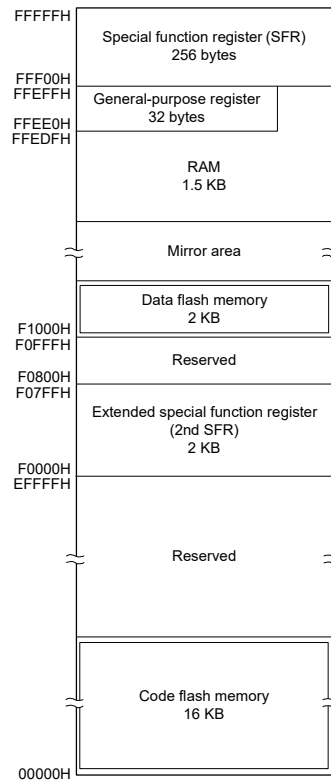 FFFFFH
Special function register (SFR)
256 bytes
FFF00H
FFEFFH
General-purpose register
32 bytes
FFEE0H
FFEDFH
RAM
1.5 KB
Mirror area
Data flash memory
2 KB
F1000H
F0FFFH
Reserved
F0800H
F07FFH
Extended special function register
(2nd SFR)
2 KB
F0000H
EFFFFH
Reserved
Code flash memory
16 KB
00000H